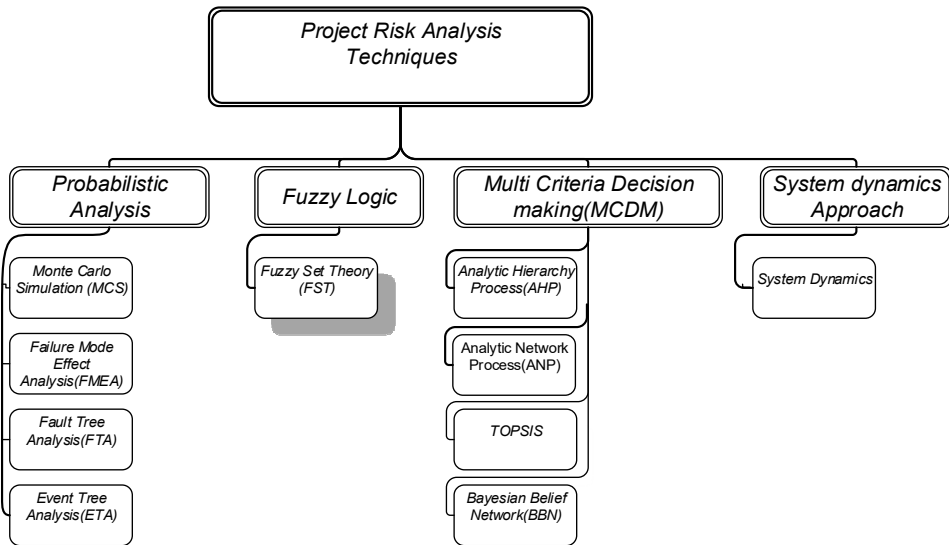 Project Risk Analysis
Techniques
Probabilistic
Analysis
Fuzzy Logic
Multi Criteria Decision
making(MCDM)
System dynamics
Approach
Monte Carlo
Simulation (MCS)
Failure Mode
Effect
Analysis(FMEA)
Fault Tree
Analysis(FTA)
Event Tree
Analysis(ETA)
Fuzzy Set Theory
(FST)
Analytic Hierarchy
Process(AHP)
Analytic Network
Process(ANP)
TOPSIS
Bayesian Belief
Network(BBN)
System Dynamics